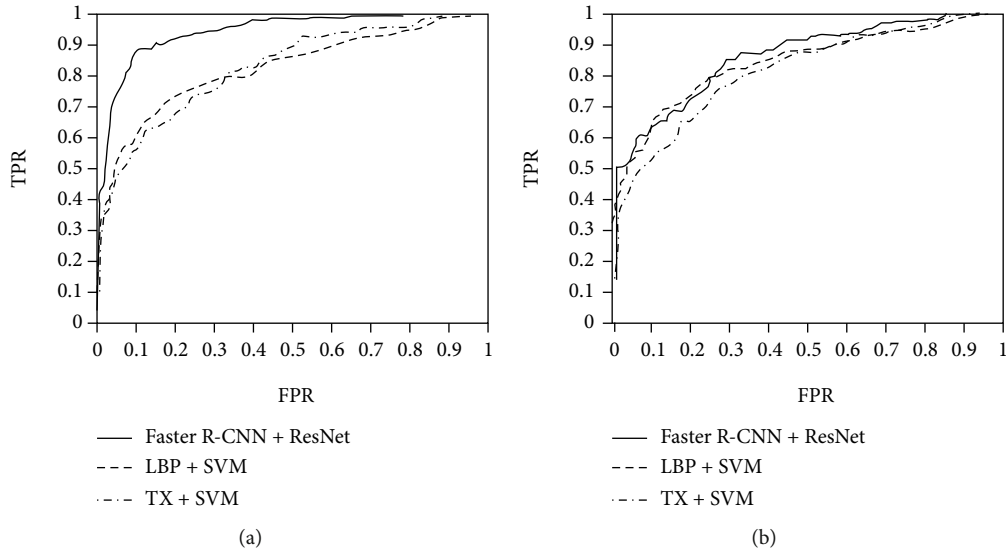 1
0.9
0.8
0.7
0.6
0.5
0.4
0.3
0.2
0.1
0
TPR
0 0.1 0.2 0.3 0.4 0.5 0.6 0.7 0.8 0.9 1
FPR
Faster R-CNN + ResNet
LBP + SVM
TX + SVM
(a)
1
0.9
0.8
0.7
0.6
0.5
0.4
0.3
0.2
0.1
0
TPR
0 0.1 0.2 0.3 0.4 0.5 0.6 0.7 0.8 0.9 1
FPR
Faster R-CNN + ResNet
LBP + SVM
TX + SVM
(b)